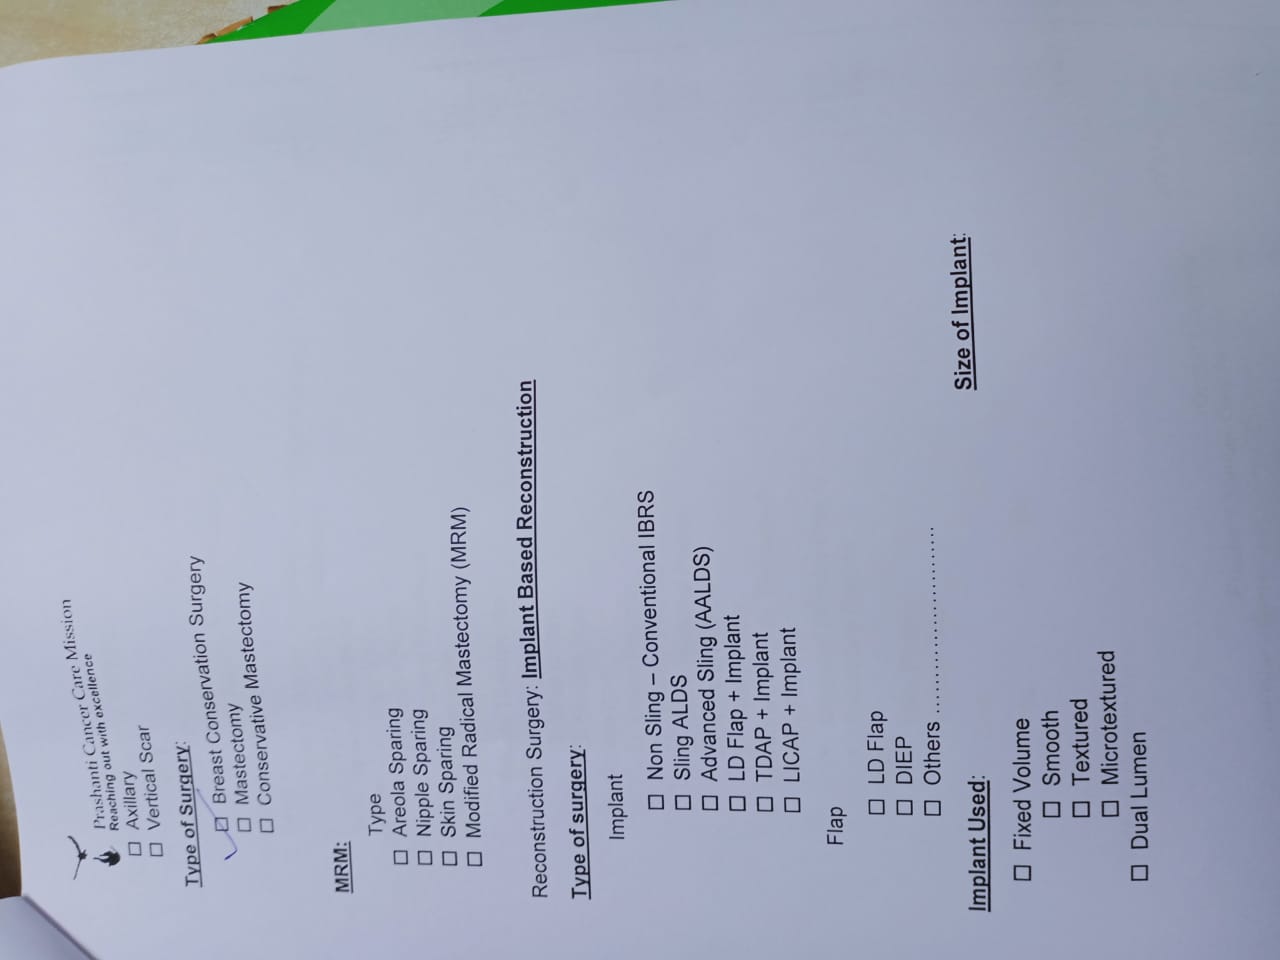 Prashanti Cancer Care Mission
Reaching out with excellence
☐ Axillary
☐ Vertical Scar
Type of Surgery:
☑ Breast Conservation Surgery
☐ Mastectomy
☐ Conservative Mastectomy
MRM:
Type
☐ Areola Sparing
☐ Nipple Sparing
☐ Skin Sparing
☐ Modified Radical Mastectomy (MRM)
Reconstruction Surgery: Implant Based Reconstruction
Type of surgery:
Implant
☐ Non Sling – Conventional IBRS
☐ Sling ALDS
☐ Advanced Sling (AALDS)
☐ LD Flap + Implant
☐ TDAP + Implant
☐ LICAP + Implant
Flap
☐ LD Flap
☐ DIEP
☐ Others ....................................
Implant Used: Size of Implant:
☐ Fixed Volume
☐ Smooth
☐ Textured
☐ Microtextured
☐ Dual Lumen